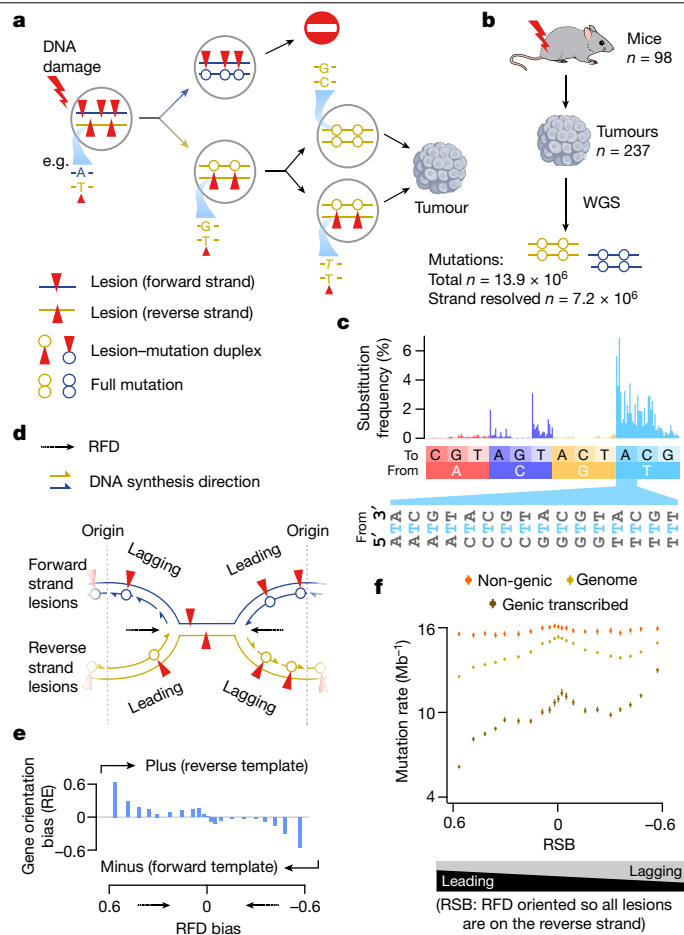 a
DNA
damage
e.g.
A
T
G
T
G
C
T
T
Tumour
Lesion (forward strand)
Lesion (reverse strand)
Lesion–mutation duplex
Full mutation
b
Mice
n = 98
Tumours
n = 237
WGS
Mutations:
Total n = 13.9 × 10⁶
Strand resolved n = 7.2 × 10⁶
c
Substitution
frequency (%)
6
4
2
0
To C G T A G T A C T A C G
From A C G T
From
3′ A C G T A C G T A C G T A C G T
T T T T T T T T T T T T T T T T
5′ A A A A C C C C G G G G T T T T
d
RFD
DNA synthesis direction
Origin
Origin
Lagging
Leading
Forward
strand
lesions
Reverse
strand
lesions
Leading
Lagging
e
Gene orientation
bias (RE)
0.6
0
−0.6
Plus (reverse template)
Minus (forward template)
0.6 0 −0.6
RFD bias
f
Non-genic
Genome
Genic transcribed
Mutation rate (Mb⁻¹)
16
10
4
0.6 0 −0.6
RSB
Lagging
Leading
(RSB: RFD oriented so all lesions
are on the reverse strand)